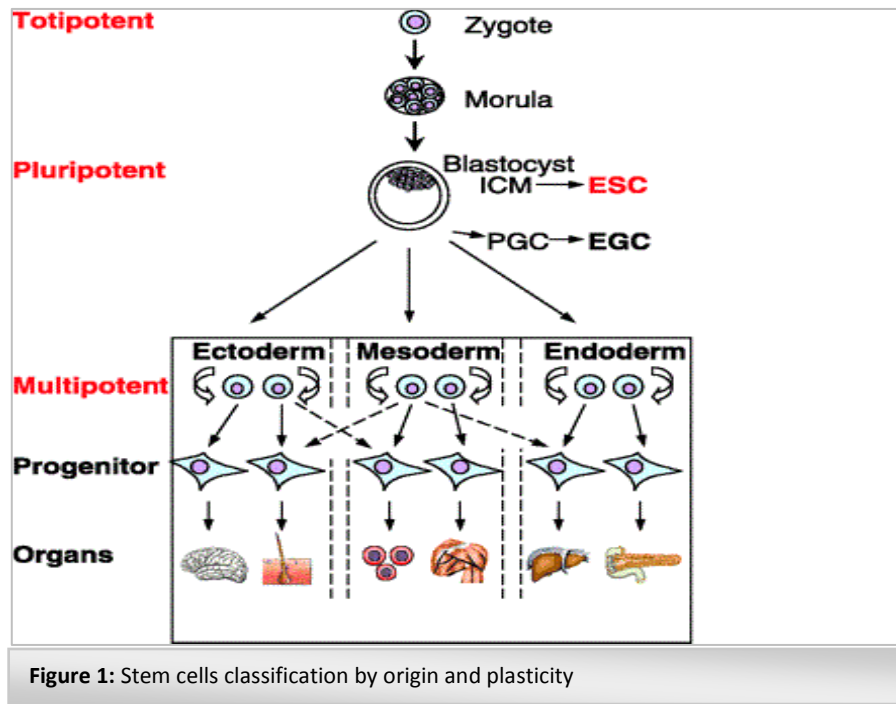 Totipotent
Zygote
Morula
Pluripotent
Blastocyst
ICM
ESC
PGC
EGC
Ectoderm
Mesoderm
Endoderm
Multipotent
Progenitor
Organs
Figure 1: Stem cells classification by origin and plasticity